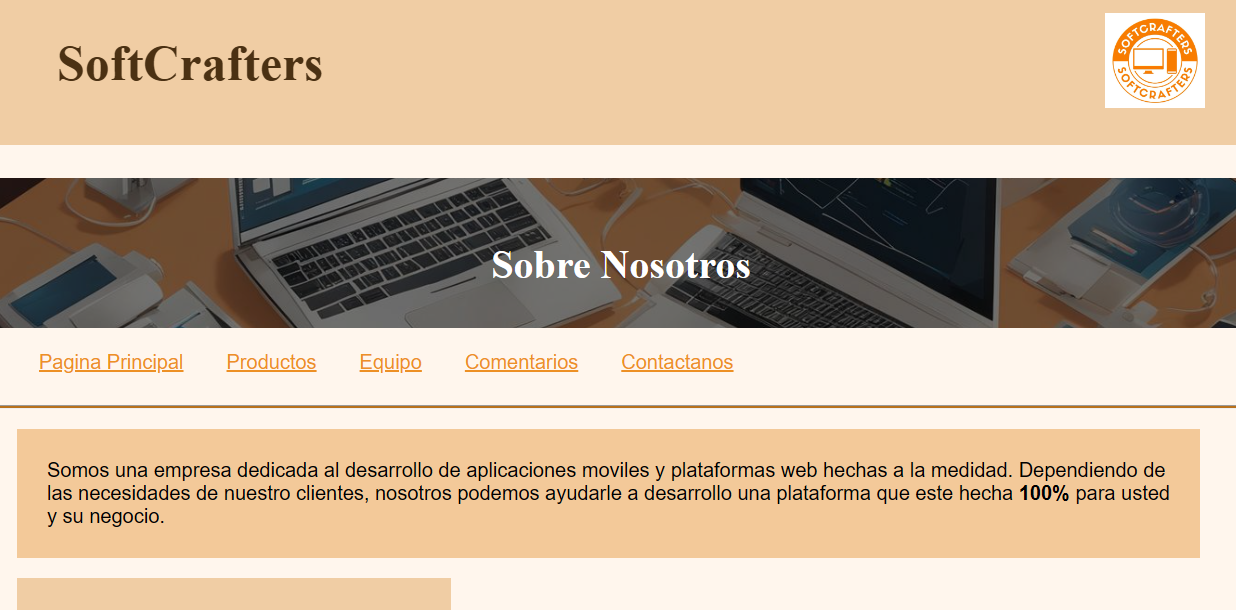 SoftCrafters
SOFTCRAFTERS
SOFTCRAFTERS
Sobre Nosotros
Pagina Principal Productos Equipo Comentarios Contactanos
Somos una empresa dedicada al desarrollo de aplicaciones moviles y plataformas web hechas a la medidad. Dependiendo de
las necesidades de nuestro clientes, nosotros podemos ayudarle a desarrollo una plataforma que este hecha 100% para usted
y su negocio.